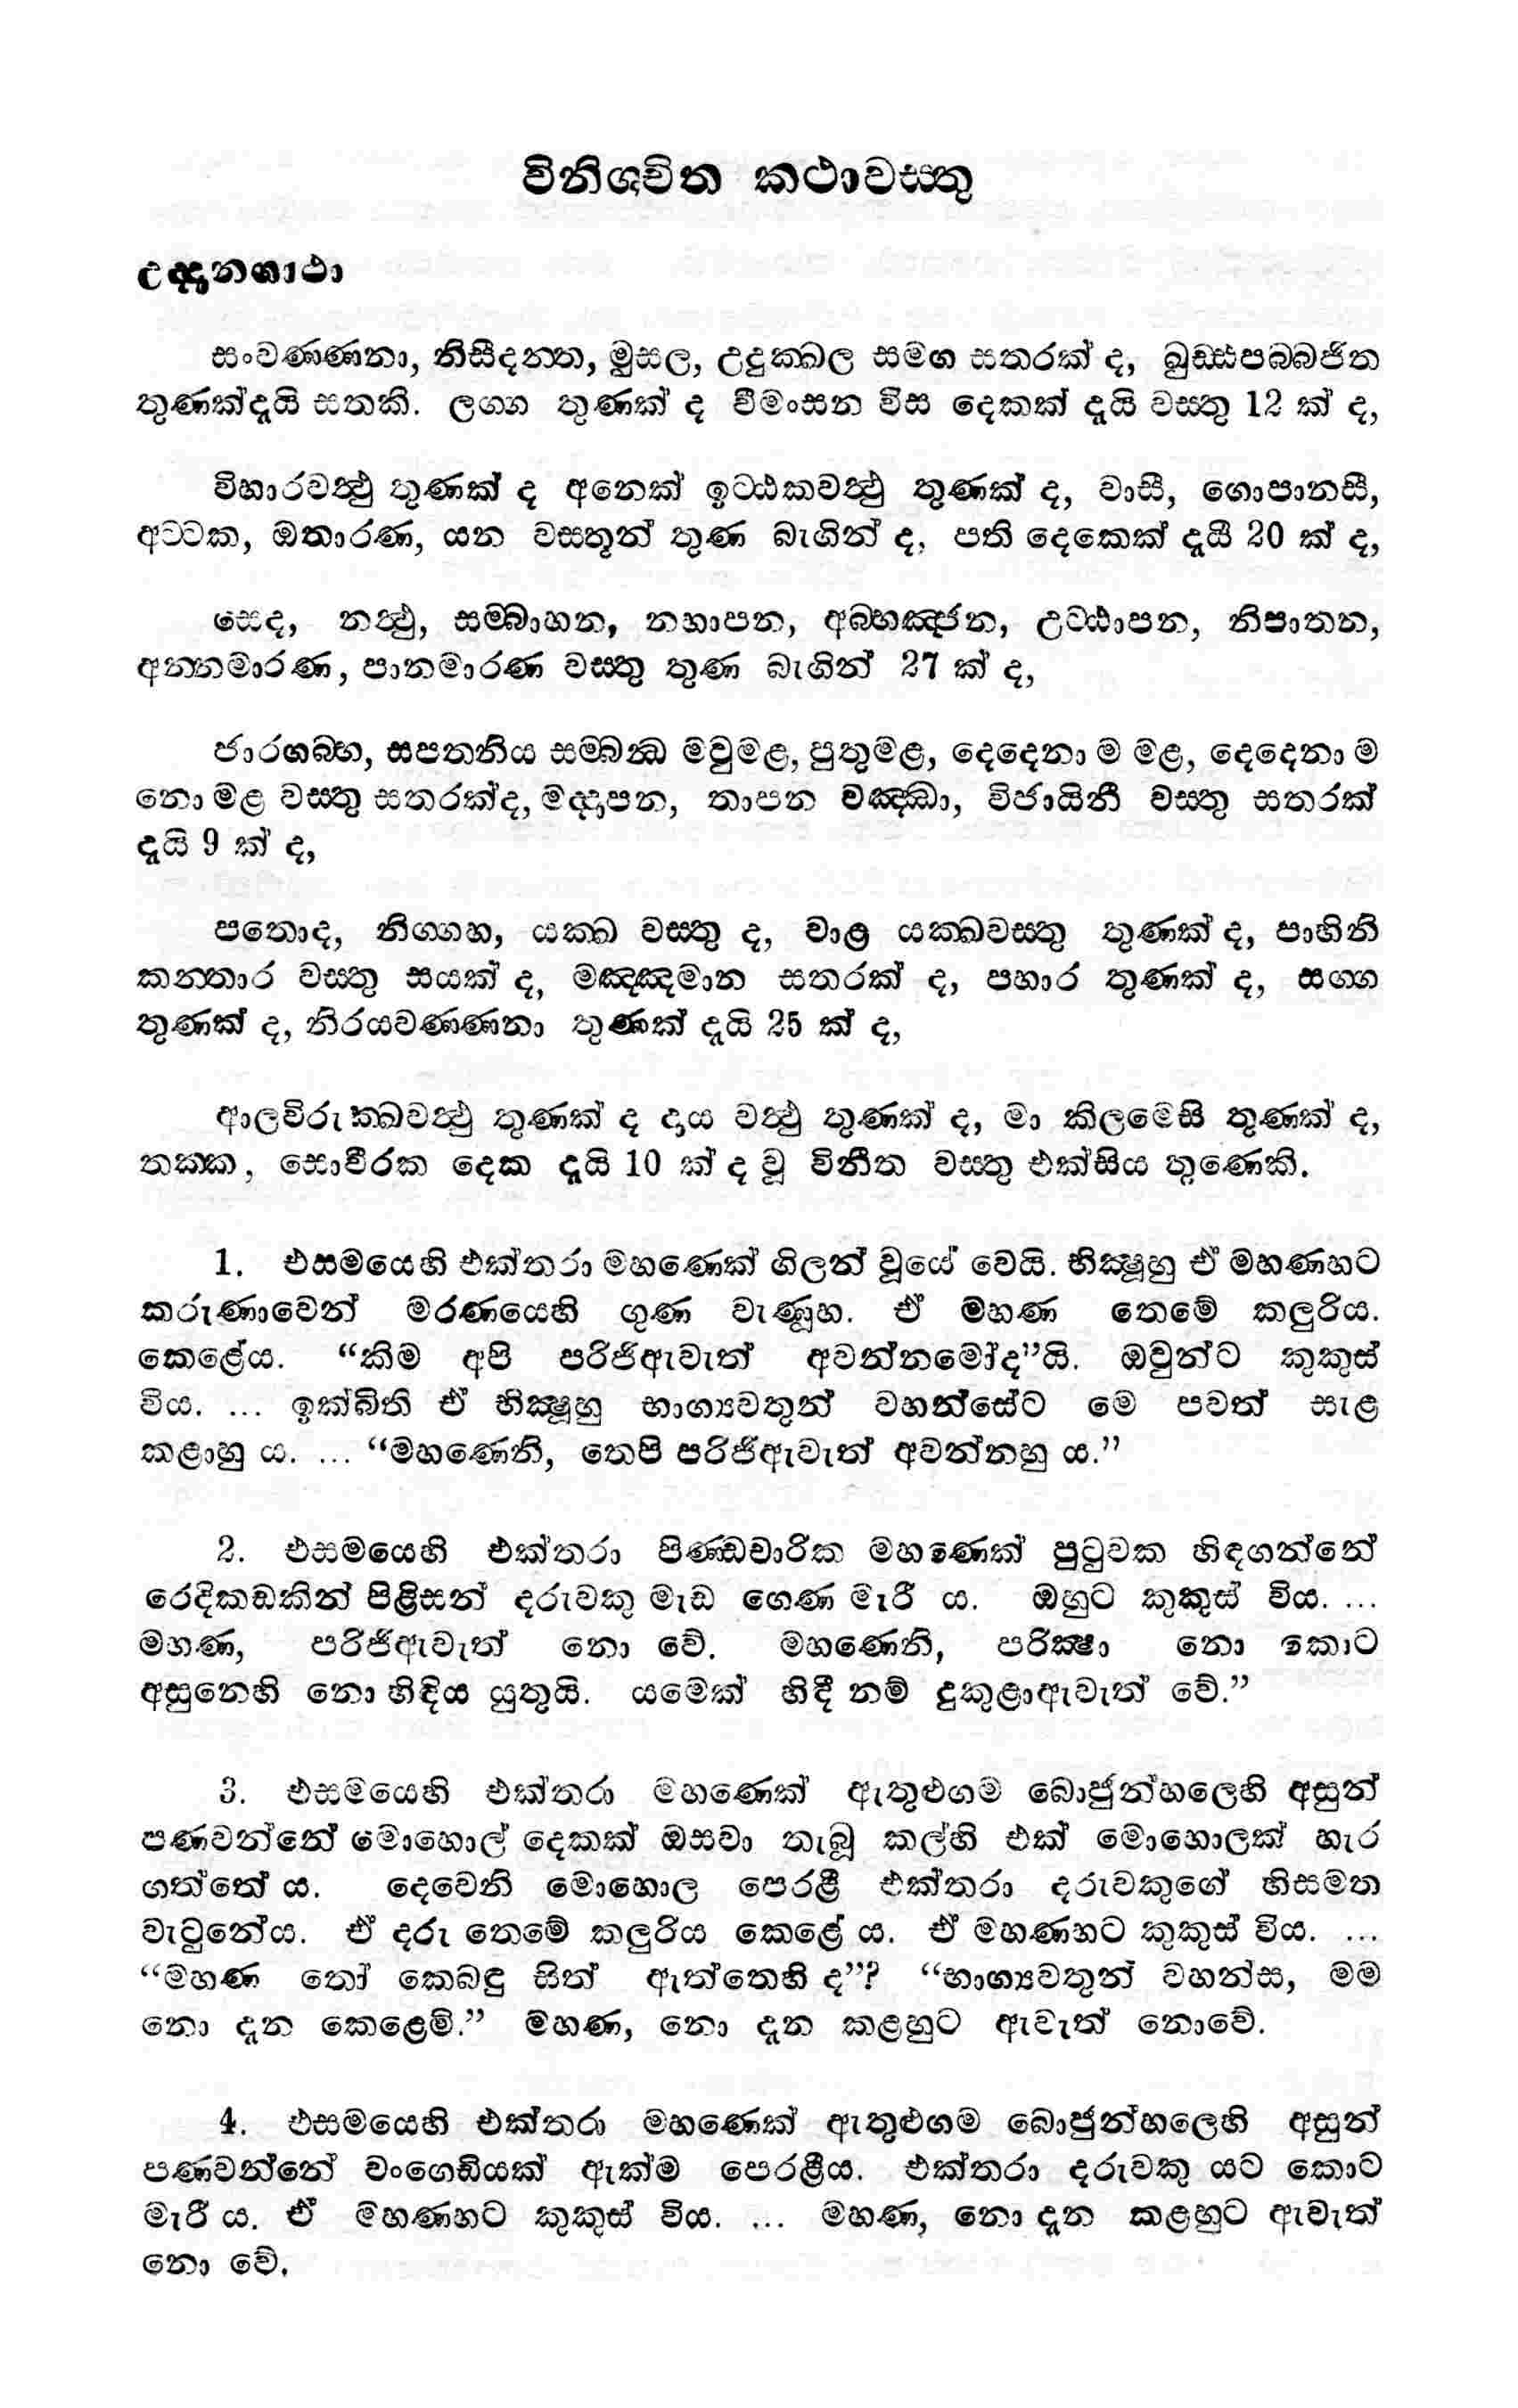 විනිශ්චිත කථාවස්තු
උද්දානගාථා
සංවණ්ණනා, නිසීදන්ත, මුසල, උදුක්ඛල සමග සතරක් ද, ඛුඩ්ඪපබ්බජිත
තුණක්දැයි සතකි. ලග්ග තුණක් ද වීමංසන විස දෙකක් දැයි වස්තු 12 ක් ද,
විහාරවත්ථු තුණක් ද අනෙක් ඉට්ඨකවත්ථු තුණක් ද, වාසී, ගොපානසී,
අට්ටක, ඔතාරණ, යන වස්තූන් තුණ බැගින් ද, පති දෙකෙක් දැයී 20 ක් ද,
සෙද, නත්ථු, සම්බාහන, නහාපන, අබ්භඤ්ජන, උට්ඨාපන, නිපාතන,
අන්නමාරණ, පානමාරණ වස්තු තුණ බැගින් 27 ක් ද,
ජාරගබ්භ, සපතනිය සම්බන්ධ මවුමළ, පුතුමළ, දෙදෙනා ම මළ, දෙදෙනා ම
නො මළ වස්තු සතරක්ද, මද්දාපන, තාපන වඤ්ඣා, විජායිනී වස්තු සතරක්
දැයි 9 ක් ද,
පතොද, නිග්ගහ, යක්ඛ වස්තු ද, වාළ යක්ඛවස්තු තුණක් ද, පාහිනි
කන්තාර වස්තු සයක් ද, මඤ්ඤමාන සතරක් ද, පහාර තුණක් ද, සග්ග
තුණක් ද, නිරයවණ්ණනා තුණක් දැයි 25 ක් ද,
ආලවිරුක්ඛවත්ථු තුණක් ද දාය වත්ථු තුණක් ද, මා කිලමෙසි තුණක් ද,
තක්ක, සොවීරක දෙක දැයි 10 ක් ද වූ විනීත වස්තු එක්සිය තුණෙකි.
1. එසමයෙහි එක්තරා මහණෙක් ගිලන් වූයේ වෙයි. භික්ෂූහු ඒ මහණහට
කරුණාවෙන් මරණයෙහි ගුණ වැණූහ. ඒ මහණ තෙමේ කලුරිය.
කෙළේය. “කිම අපි පරිජිඇවැත් අවන්නමෝද”යි. ඔවුන්ට කුකුස්
විය. ... ඉක්බිති ඒ භික්ෂූහු භාග්‍යවතුන් වහන්සේට මෙ පවත් සැළ
කළාහු ය. ... “මහණෙනි, තෙපි පරිජිඇවැත් අවන්නහු ය.”
2. එසමයෙහි එක්තරා පිණ්ඩචාරික මහණෙක් පුටුවක හිඳගන්නේ
රෙදිකඩකින් පිළිසන් දරුවකු මැඩ ගෙණ මැරී ය. ඔහුට කුකුස් විය. ...
මහණ, පරිජිඇවැත් නො වේ. මහණෙනි, පරික්ෂා නො කොට
අසුනෙහි නො හිඳිය යුතුයි. යමෙක් හිදී නම් දුකුළාඇවැත් වේ.”
3. එසමයෙහි එක්තරා මහණෙක් ඇතුළුගම බොජුන්හලෙහි අසුන්
පණවන්නේ මොහොල් දෙකක් ඔසවා තැබූ කල්හි එක් මොහොලක් හැර
ගත්තේ ය. දෙවෙනි මොහොල පෙරළී එක්තරා දරුවකුගේ හිසමත
වැටුනේය. ඒ දරු තෙමේ කලුරිය කෙළේ ය. ඒ මහණහට කුකුස් විය. ...
“මහණ තෝ කෙබඳු සිත් ඇත්තෙහි ද”? “භාග්‍යවතුන් වහන්ස, මම
නො දැන කෙළෙමි.” මහණ, නො දැන කළහුට ඇවැත් නොවේ.
4. එසමයෙහි එක්තරා මහණෙක් ඇතුළුගම බොජුන්හලෙහි අසුන්
පණවන්නේ වංගෙඩියක් ඇක්ම පෙරළීය. එක්තරා දරුවකු යට කොට
මැරී ය. ඒ මහණහට කුකුස් විය. ... මහණ, නො දැන කළහුට ඇවැත්
නො වේ.